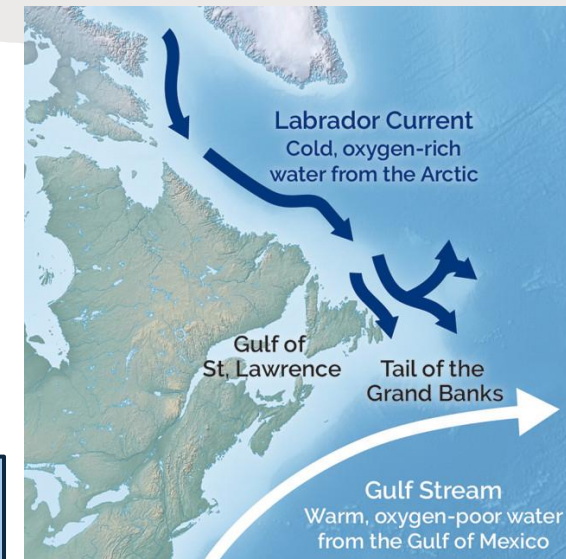 Labrador Current
Cold, oxygen-rich
water from the Arctic
Gulf of
St, Lawrence
Tail of the
Grand Banks
Gulf Stream
Warm, oxygen-poor water
from the Gulf of Mexico